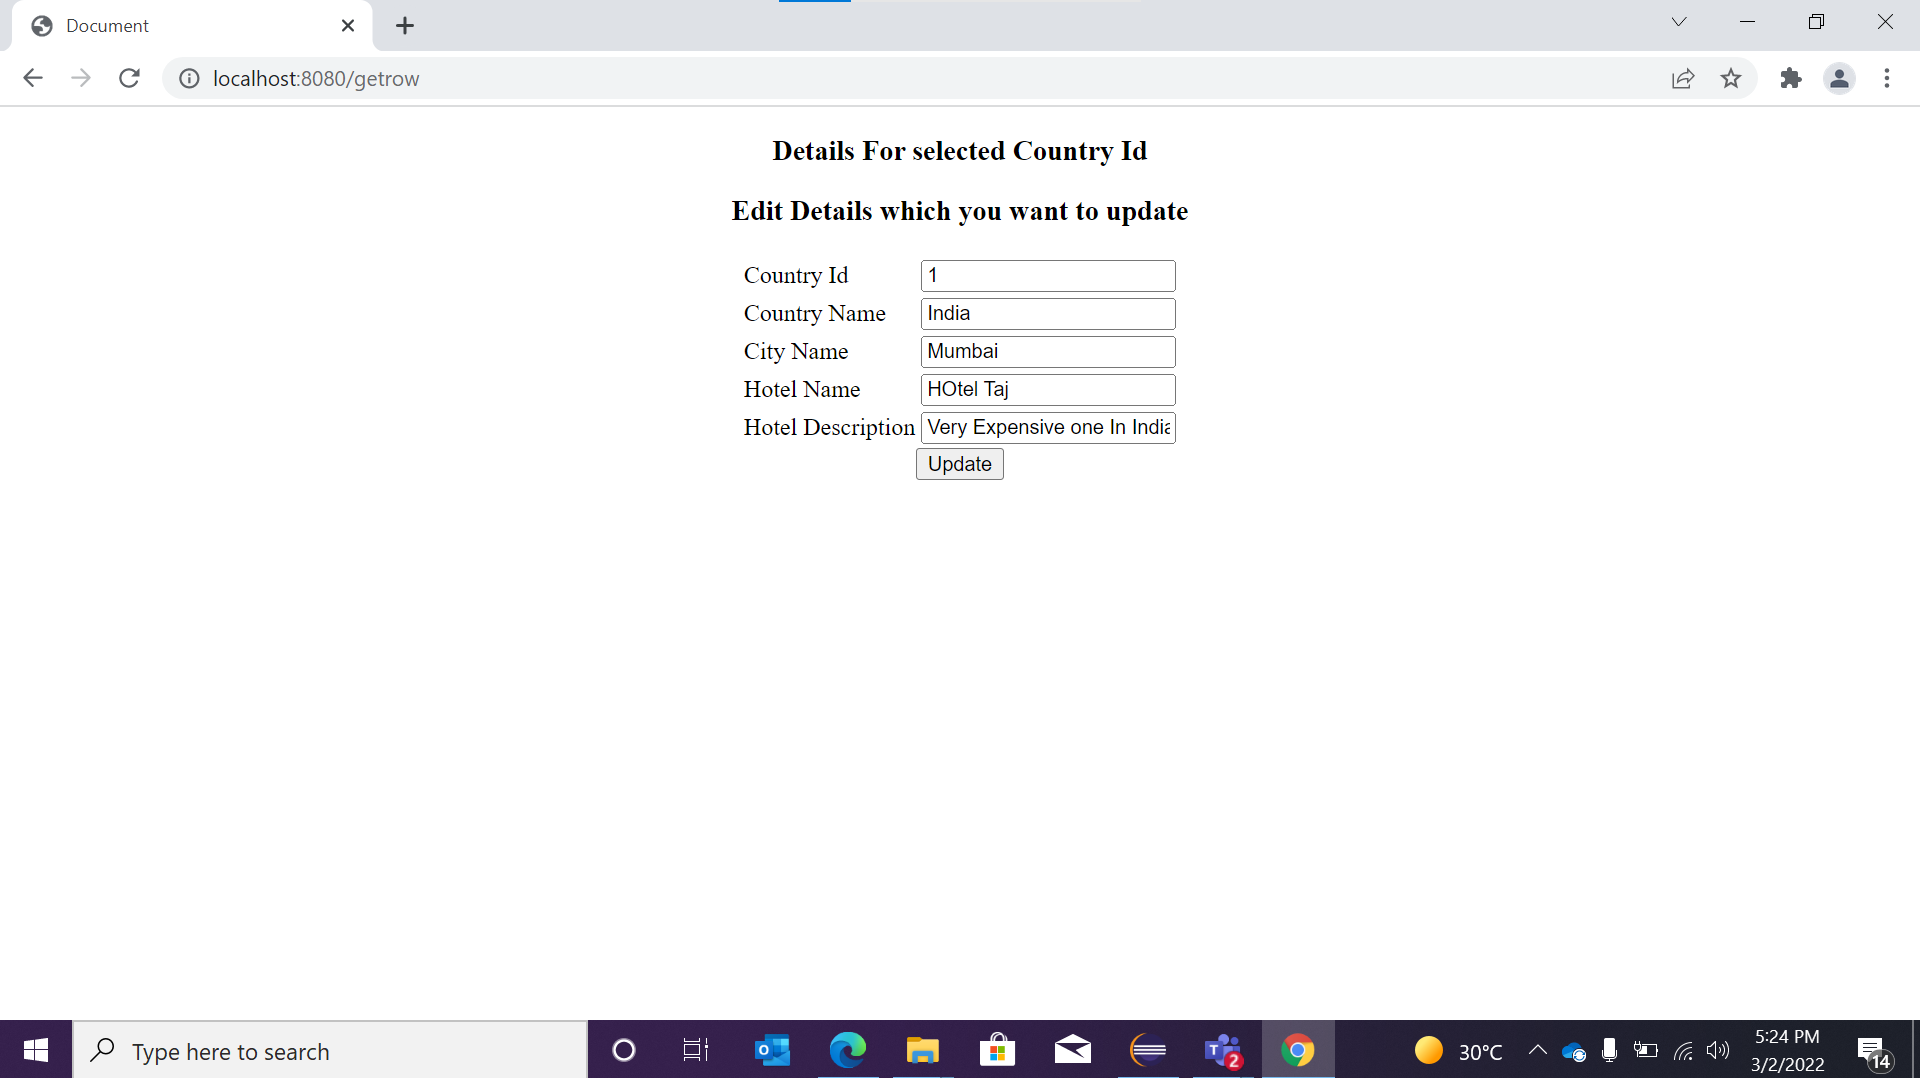 Document
localhost:8080/getrow
Details For selected Country Id
Edit Details which you want to update
Country Id 1
Country Name India
City Name Mumbai
Hotel Name HOtel Taj
Hotel Description Very Expensive one In India
Update
Type here to search
2
30°C
5:24 PM
3/2/2022
14